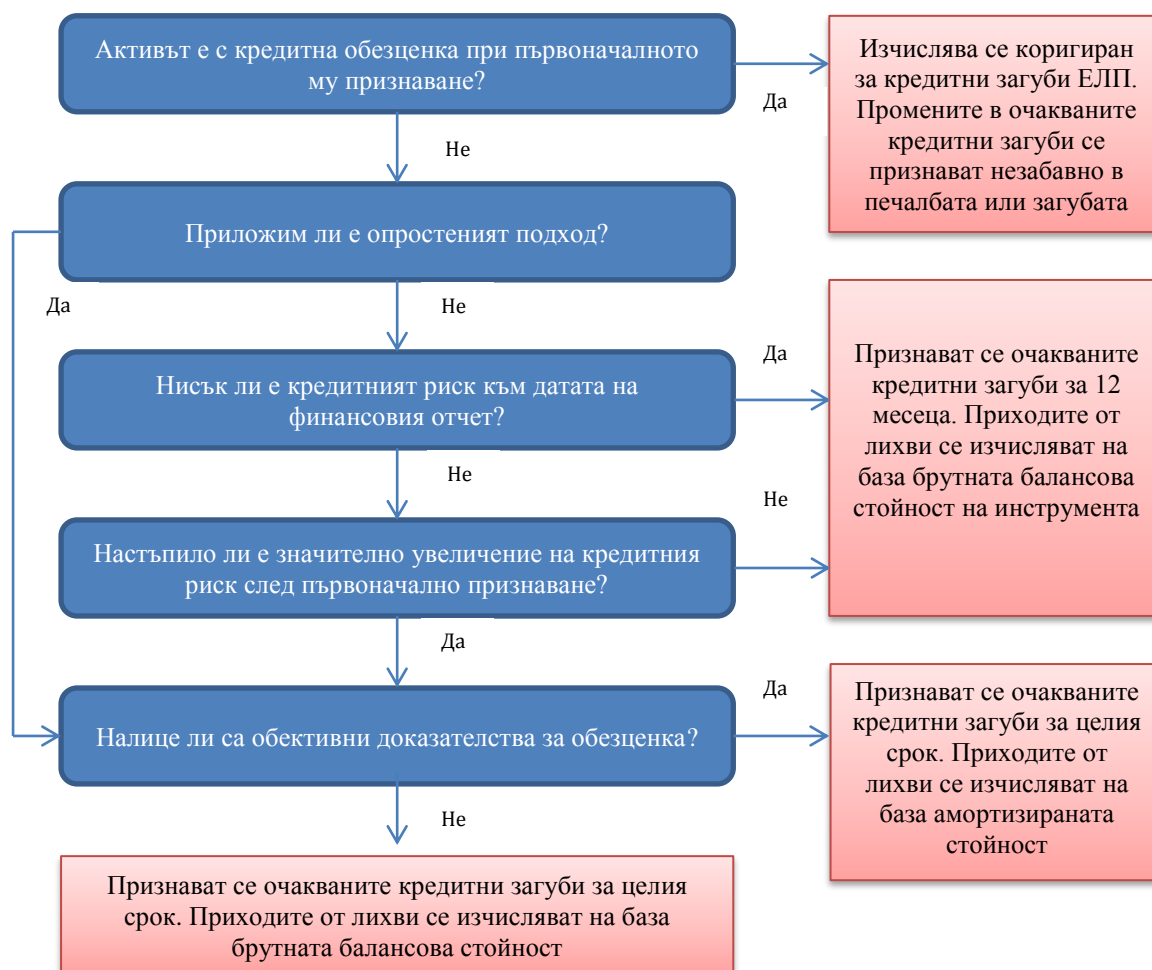 Активът е с кредитна обезценка при първоначалното
му признаване?
Да
Изчислява се коригиран
за кредитни загуби ЕЛП.
Промените в очакваните
кредитни загуби се
признават незабавно в
печалбата или загубата
Не
Приложим ли е опростеният подход?
Да
Не
Нисък ли е кредитният риск към датата на
финансовия отчет?
Да
Признават се очакваните
кредитни загуби за 12
месеца. Приходите от
лихви се изчисляват на
база брутната балансова
стойност на инструмента
Не
Не
Настъпило ли е значително увеличение на кредитния
риск след първоначално признаване?
Да
Налице ли са обективни доказателства за обезценка?
Да
Признават се очакваните
кредитни загуби за целия
срок. Приходите от
лихви се изчисляват на
база амортизираната
стойност
Не
Признават се очакваните кредитни загуби за целия
срок. Приходите от лихви се изчисляват на база
брутната балансова стойност